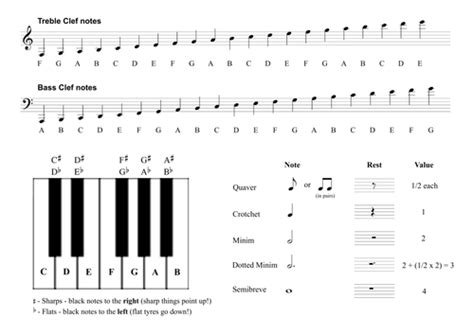 Treble Clef notes
F G A B C D E F G A B C D E F G A B C D E
Bass Clef notes
A B C D E F G A B C D E F G A B C D E F G
C♯ D♯ F♯ G♯
D♭ E♭ G♭ A♭
C D E F G A B
♯ - Sharps - black notes to the right (sharp things point up!)
♭ - Flats - black notes to the left (flat tyres go down!)
Note Rest Value
Quaver or (in pairs) 1/2 each
Crotchet 1
Minim 2
Dotted Minim 2 + (1/2 x 2) = 3
Semibreve 4